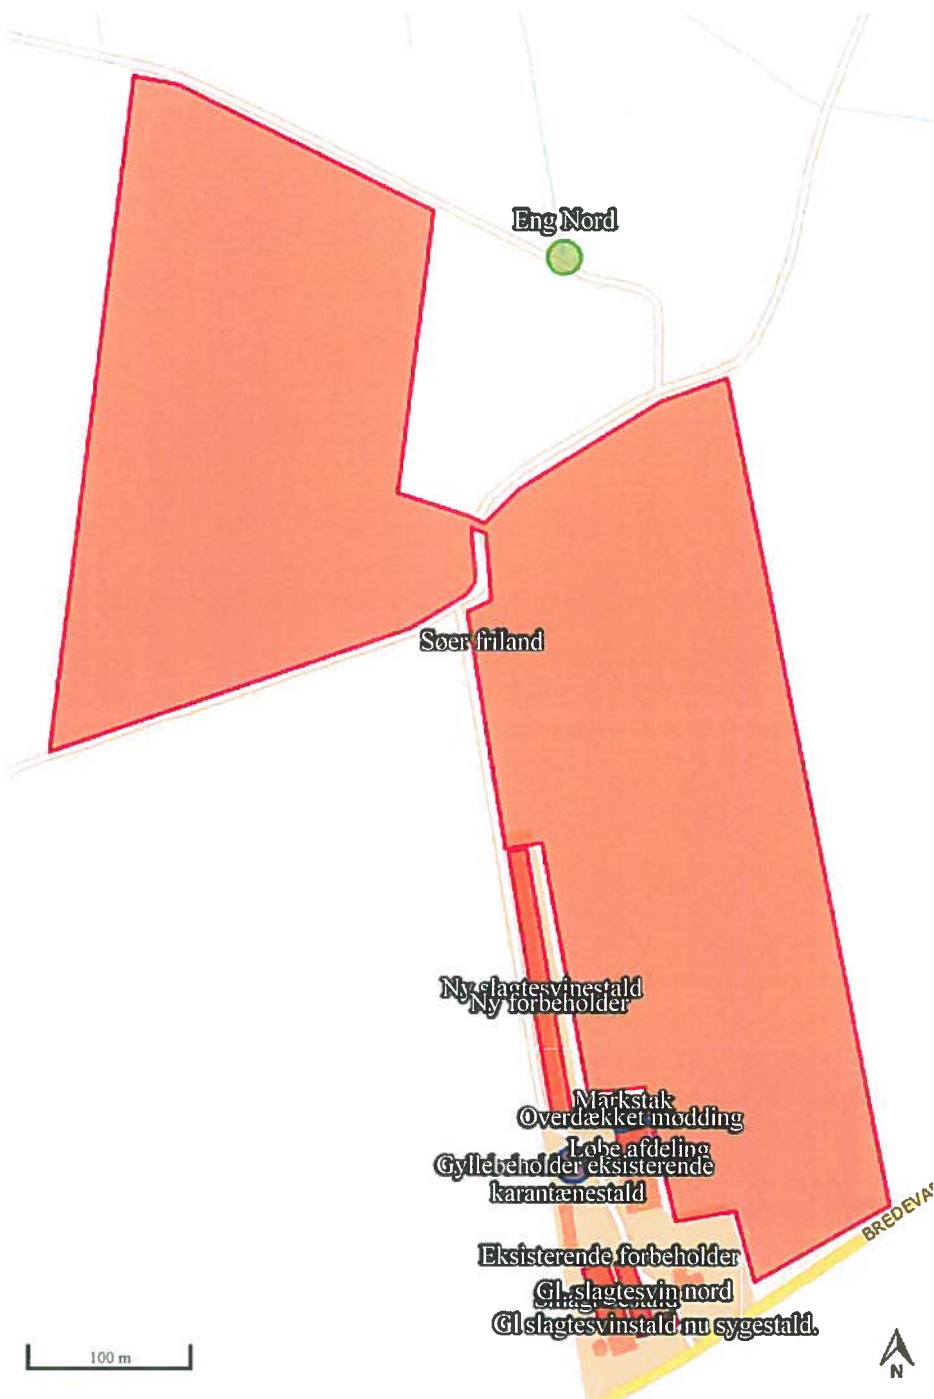 Eng Nord
Søer friland
Ny slagtesvinestald
Ny forbeholder
Markstak
Overdækket mødding
Løbe afdeling
Gyllebeholder eksisterende
karantænestald
Eksisterende forbeholder
Gl. slagtesvin nord
Gl slagtesvinstald nu sygestald.
BREDEVA
100 m
N